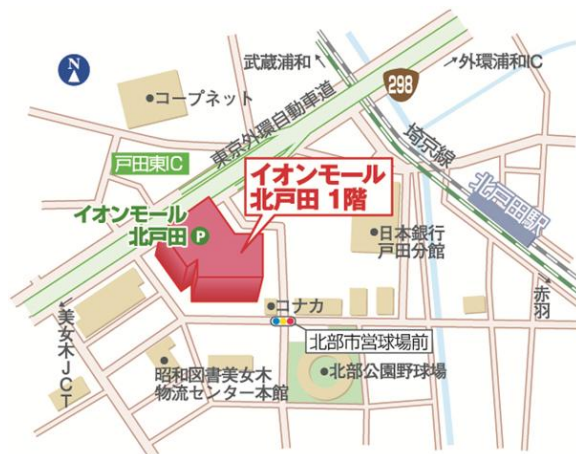 N
武蔵浦和
外環浦和IC
298
コープネット
東京外環自動車道
埼京線
戸田東IC
イオンモール
北戸田 1階
北戸田駅
イオンモール
北戸田 P
日本銀行
戸田分館
赤羽
コナカ
美女木JCT
北部市営球場前
昭和図書美女木
物流センター本館
北部公園野球場